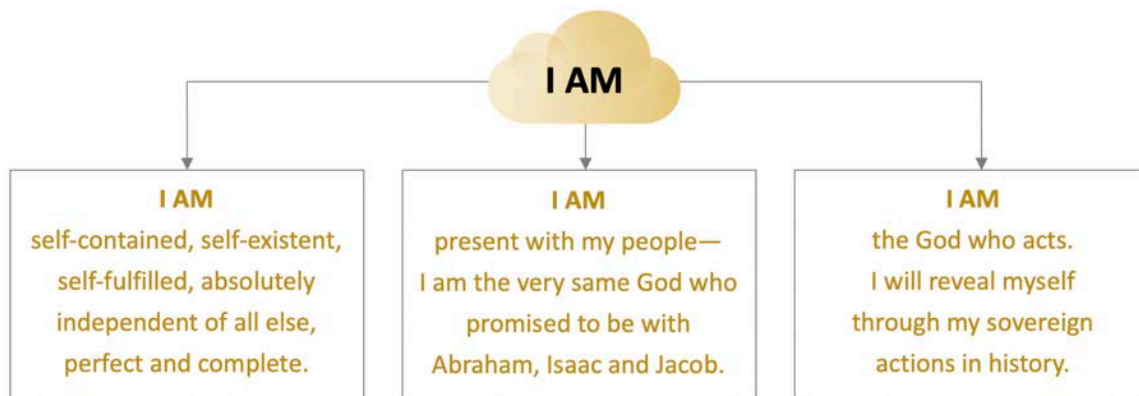 I AM
I AM
self-contained, self-existent,
self-fulfilled, absolutely
independent of all else,
perfect and complete.
I AM
present with my people—
I am the very same God who
promised to be with
Abraham, Isaac and Jacob.
I AM
the God who acts.
I will reveal myself
through my sovereign
actions in history.